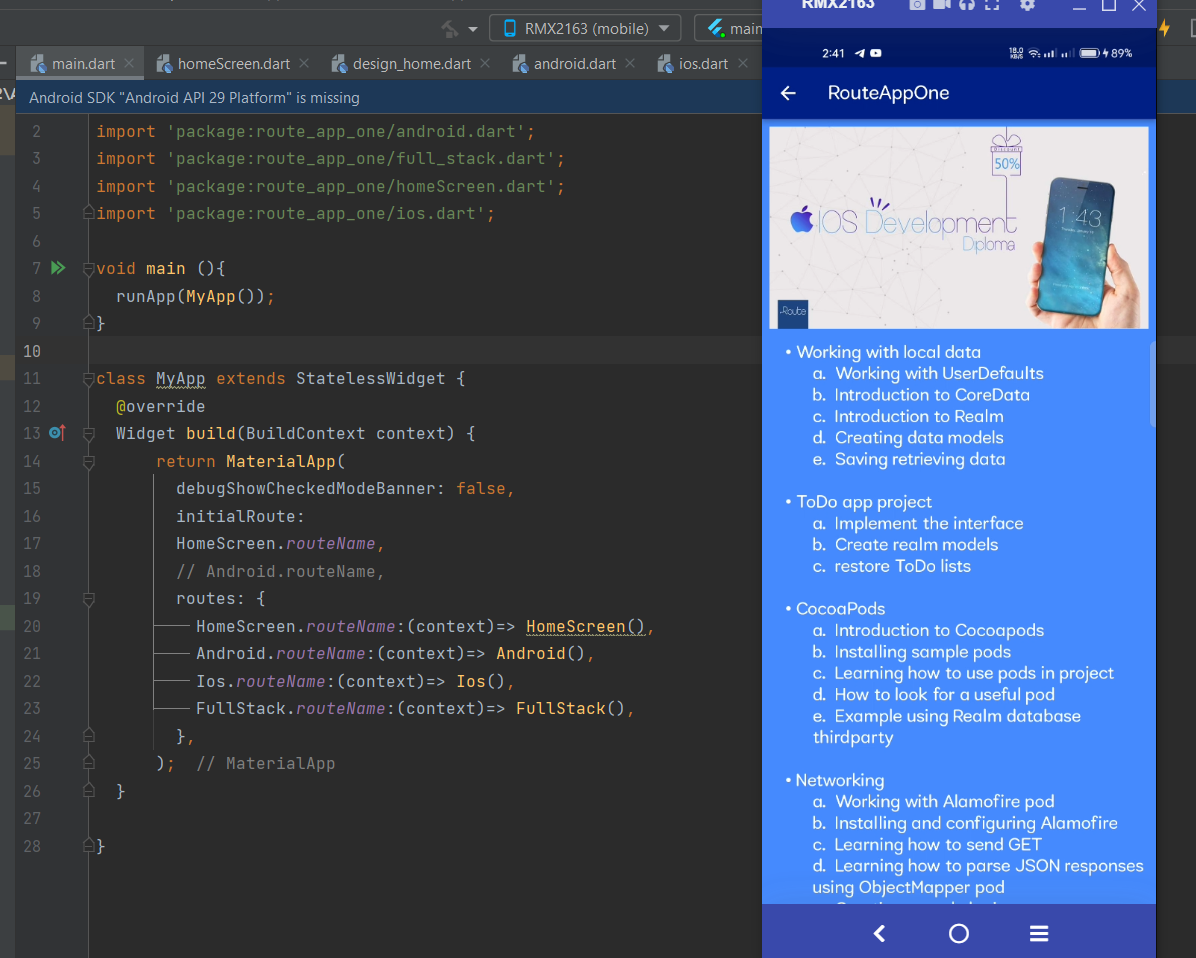 RMX2163
RMX2163 (mobile)
main
main.dart
homeScreen.dart
design_home.dart
android.dart
ios.dart
Android SDK "Android API 29 Platform" is missing
2 import 'package:route_app_one/android.dart';
3 import 'package:route_app_one/full_stack.dart';
4 import 'package:route_app_one/homeScreen.dart';
5 import 'package:route_app_one/ios.dart';
6
7 void main (){
8 runApp(MyApp());
9 }
10
11 class MyApp extends StatelessWidget {
12 @override
13 Widget build(BuildContext context) {
14 return MaterialApp(
15 debugShowCheckedModeBanner: false,
16 initialRoute:
17 HomeScreen.routeName,
18 // Android.routeName,
19 routes: {
20 HomeScreen.routeName:(context)=> HomeScreen(),
21 Android.routeName:(context)=> Android(),
22 Ios.routeName:(context)=> Ios(),
23 FullStack.routeName:(context)=> FullStack(),
24 },
25 ); // MaterialApp
26 }
27
28 }
2:41
18.0 KB/S
89%
RouteAppOne
50%
IOS Development
Diploma
1:43
Route
• Working with local data
a. Working with UserDefaults
b. Introduction to CoreData
c. Introduction to Realm
d. Creating data models
e. Saving retrieving data
• ToDo app project
a. Implement the interface
b. Create realm models
c. restore ToDo lists
• CocoaPods
a. Introduction to Cocoapods
b. Installing sample pods
c. Learning how to use pods in project
d. How to look for a useful pod
e. Example using Realm database
thirdparty
• Networking
a. Working with Alamofire pod
b. Installing and configuring Alamofire
c. Learning how to send GET
d. Learning how to parse JSON responses
using ObjectMapper pod